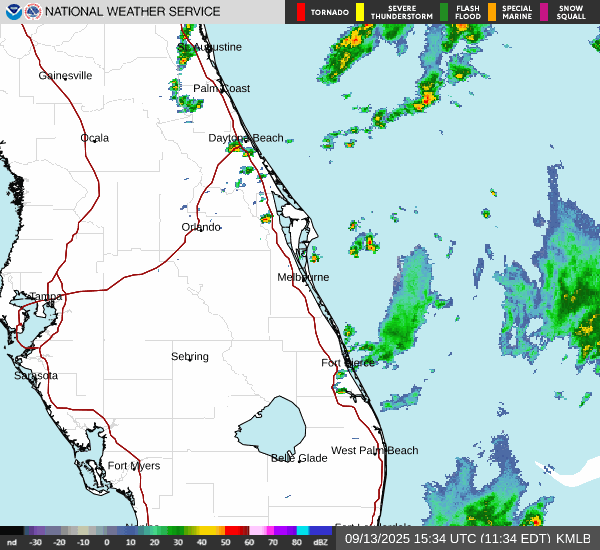 NATIONAL WEATHER SERVICE
TORNADO
SEVERE THUNDERSTORM
FLASH FLOOD
SPECIAL MARINE
SNOW SQUALL
St. Augustine
Gainesville
Palm Coast
Ocala
Daytona Beach
Orlando
Melbourne
Tampa
Sebring
Fort Pierce
Sarasota
West Palm Beach
Belle Glade
Fort Myers
nd -30 -20 -10 0 10 20 30 40 50 60 70 80 dBZ
09/13/2025 15:34 UTC (11:34 EDT) KMLB